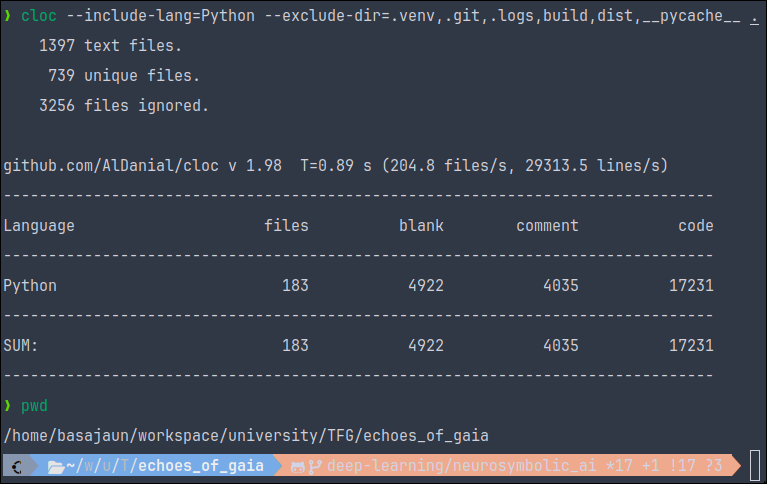 ❯ cloc --include-lang=Python --exclude-dir=.venv,.git,.logs,build,dist,__pycache__ .
    1397 text files.
     739 unique files.
    3256 files ignored.
github.com/AlDanial/cloc v 1.98  T=0.89 s (204.8 files/s, 29313.5 lines/s)
-------------------------------------------------------------------------------
Language                     files          blank        comment           code
-------------------------------------------------------------------------------
Python                         183           4922           4035          17231
-------------------------------------------------------------------------------
SUM:                           183           4922           4035          17231
-------------------------------------------------------------------------------
❯ pwd
/home/basajaun/workspace/university/TFG/echoes_of_gaia
~/W/u/T/echoes_of_gaia deep-learning/neurosymbolic_ai *17 +1 !17 ?3